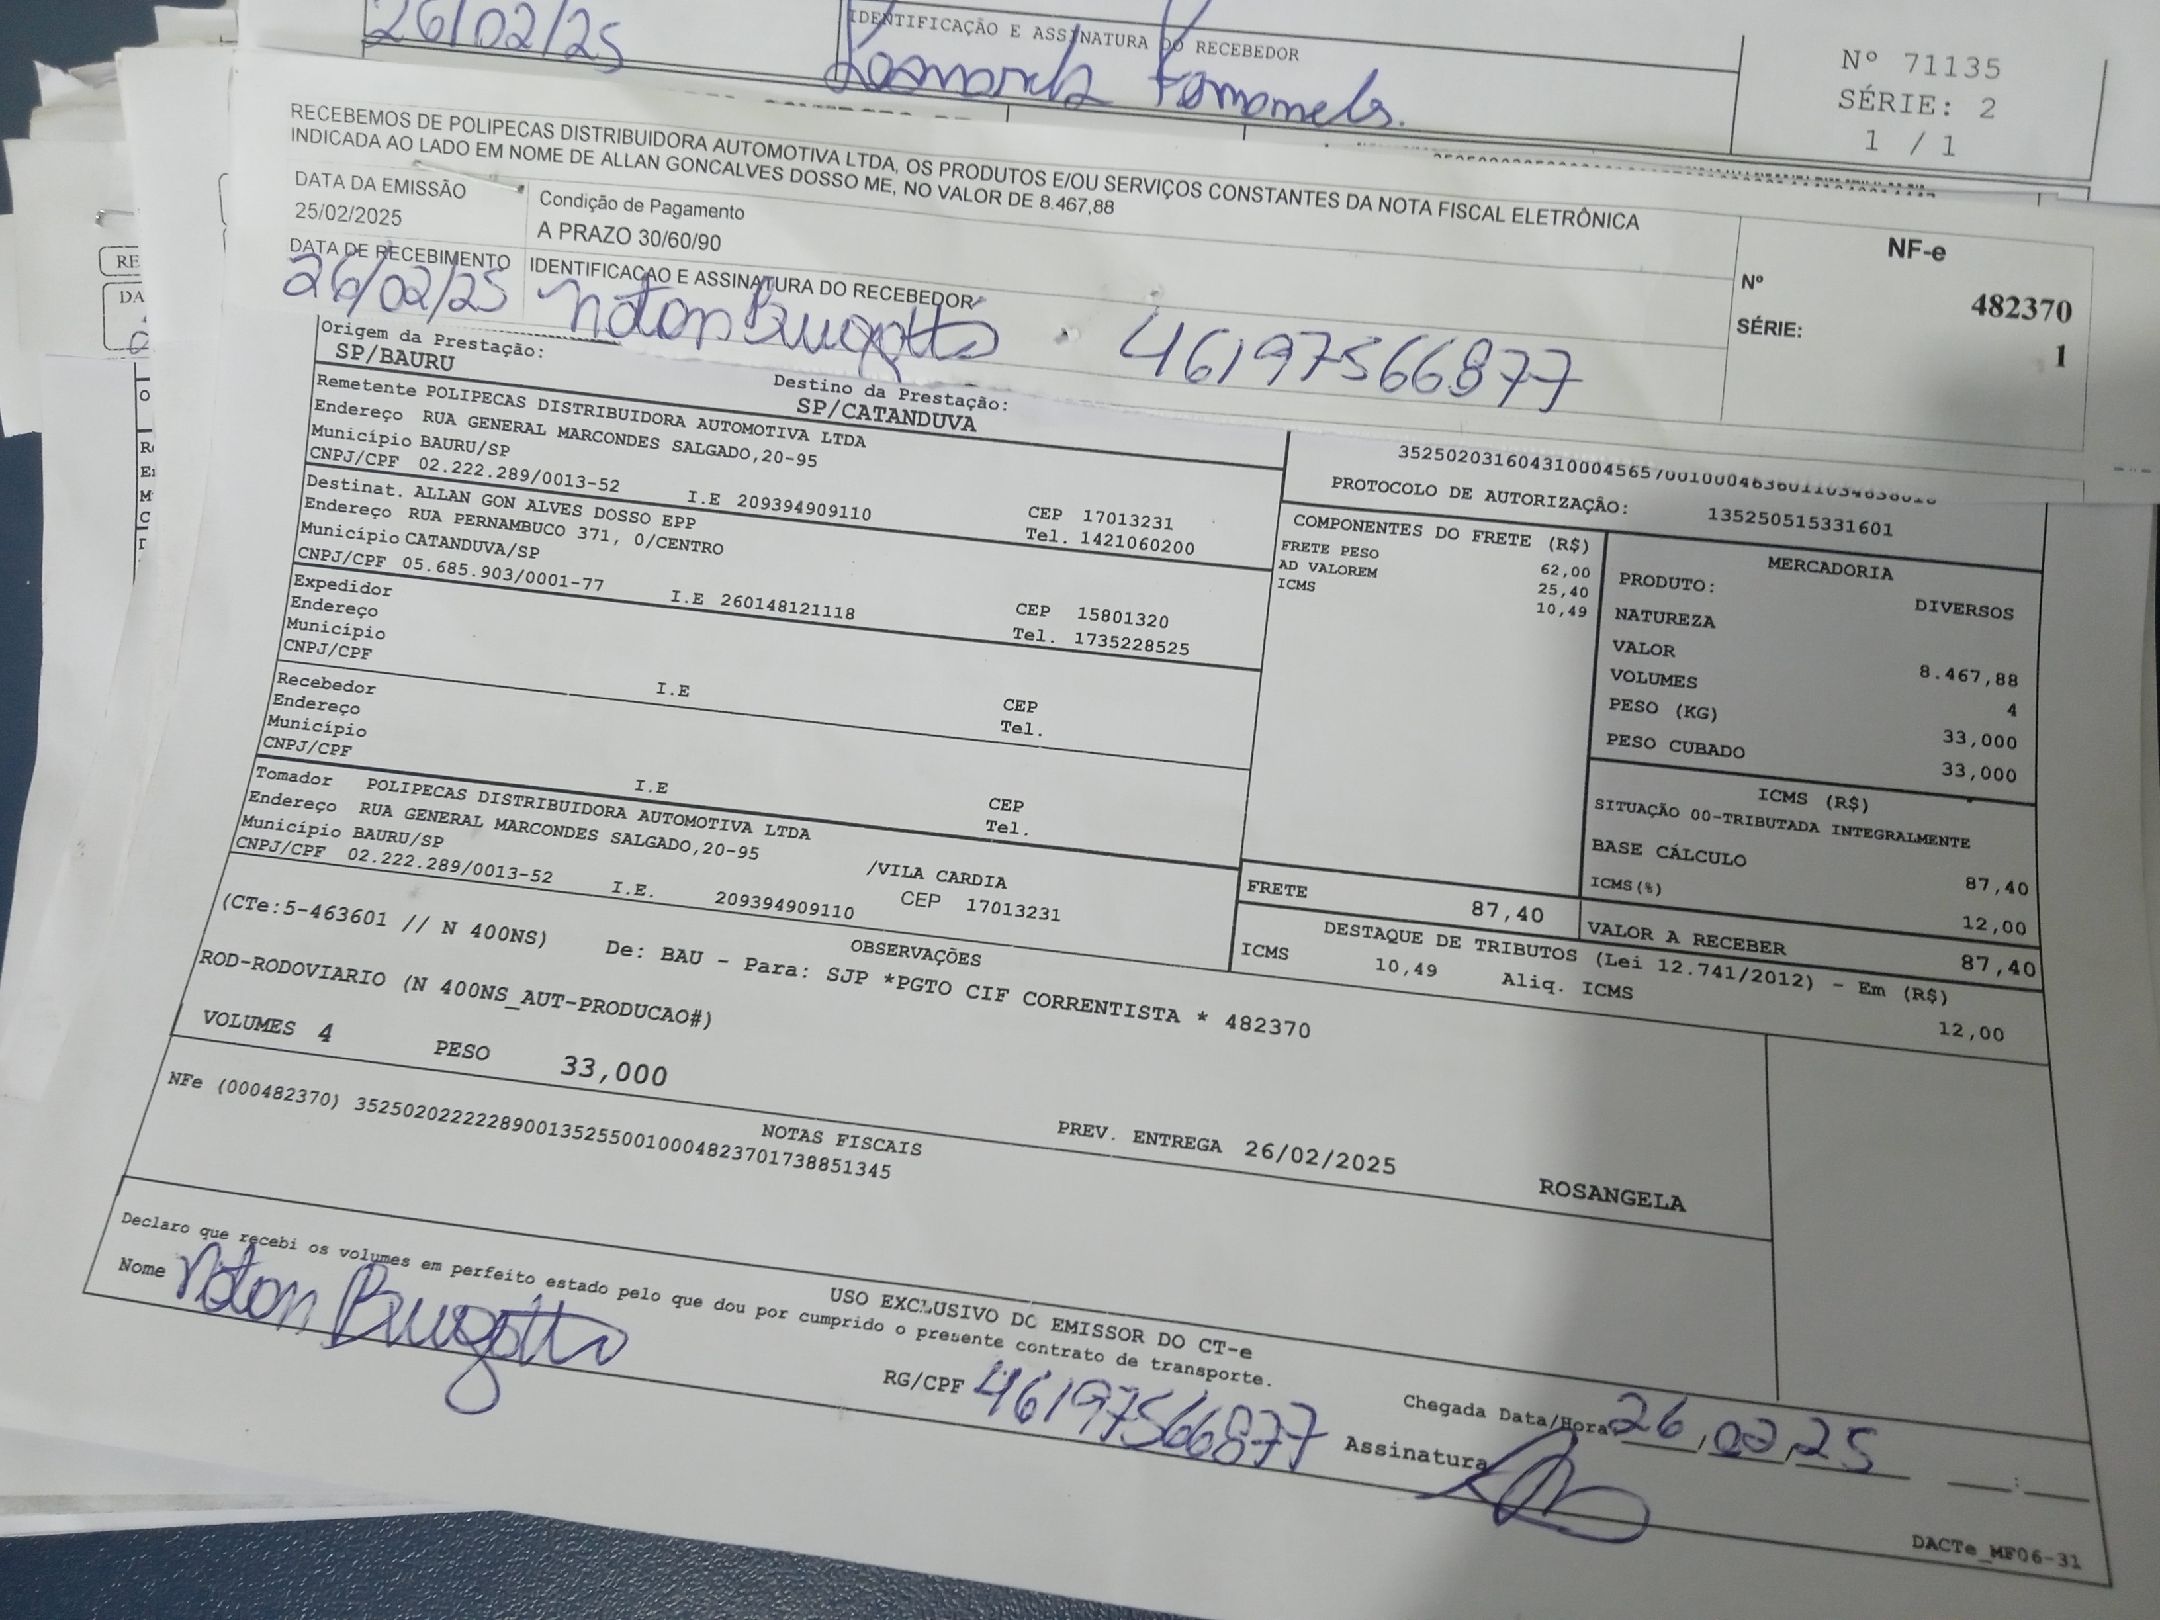 26/02/25
IDENTIFICAÇÃO E ASSINATURA DO RECEBEDOR
Nº 71135
SÉRIE: 2
1 / 1
RECEBEMOS DE POLIPECAS DISTRIBUIDORA AUTOMOTIVA LTDA, OS PRODUTOS E/OU SERVIÇOS CONSTANTES DA NOTA FISCAL ELETRÔNICA
INDICADA AO LADO EM NOME DE ALLAN GONCALVES DOSSO ME, NO VALOR DE 8.467,88
DATA DA EMISSÃO
25/02/2025
Condição de Pagamento
A PRAZO 30/60/90
DATA DE RECEBIMENTO
26/02/25
IDENTIFICACAO E ASSINATURA DO RECEBEDOR
46197566877
NF-e
Nº 482370
SÉRIE: 1
RE
DA
Origem da Prestação:
SP/BAURU
Destino da Prestação:
SP/CATANDUVA
Remetente POLIPECAS DISTRIBUIDORA AUTOMOTIVA LTDA
Endereço RUA GENERAL MARCONDES SALGADO,20-95
Município BAURU/SP CEP 17013231
CNPJ/CPF 02.222.289/0013-52 I.E 209394909110 Tel. 1421060200
Destinat. ALLAN GON ALVES DOSSO EPP
Endereço RUA PERNAMBUCO 371, 0/CENTRO
Município CATANDUVA/SP CEP 15801320
CNPJ/CPF 05.685.903/0001-77 I.E 260148121118 Tel. 1735228525
Expedidor
Endereço
Município CEP
CNPJ/CPF I.E Tel.
Recebedor
Endereço
Município CEP
CNPJ/CPF I.E Tel.
Tomador POLIPECAS DISTRIBUIDORA AUTOMOTIVA LTDA
Endereço RUA GENERAL MARCONDES SALGADO,20-95 /VILA CARDIA
Município BAURU/SP CEP 17013231
CNPJ/CPF 02.222.289/0013-52 I.E. 209394909110
PROTOCOLO DE AUTORIZAÇÃO: 135250515331601
COMPONENTES DO FRETE (R$)
FRETE PESO 62,00
AD VALOREM 25,40
ICMS 10,49
MERCADORIA
PRODUTO: DIVERSOS
NATUREZA
VALOR 8.467,88
VOLUMES 4
PESO (KG) 33,000
PESO CUBADO 33,000
ICMS (R$)
SITUAÇÃO 00-TRIBUTADA INTEGRALMENTE
BASE CÁLCULO 87,40
ICMS(%) 12,00
FRETE 87,40
VALOR A RECEBER 87,40
DESTAQUE DE TRIBUTOS (Lei 12.741/2012) - Em (R$)
ICMS 10,49 Aliq. ICMS 12,00
OBSERVAÇÕES
(CTe:5-463601 // N 400NS) De: BAU - Para: SJP *PGTO CIF CORRENTISTA * 482370
ROD-RODOVIARIO (N 400NS_AUT-PRODUCAO#)
VOLUMES 4 PESO 33,000 PREV. ENTREGA 26/02/2025 ROSANGELA
NOTAS FISCAIS
NFe (000482370) 35250202222289001352550010004823701738851345
USO EXCLUSIVO DO EMISSOR DO CT-e
Declaro que recebi os volumes em perfeito estado pelo que dou por cumprido o presente contrato de transporte.
Nome
RG/CPF 46197566877
Chegada Data/Hora 26/02/25
Assinatura
DACTe_MF06-31